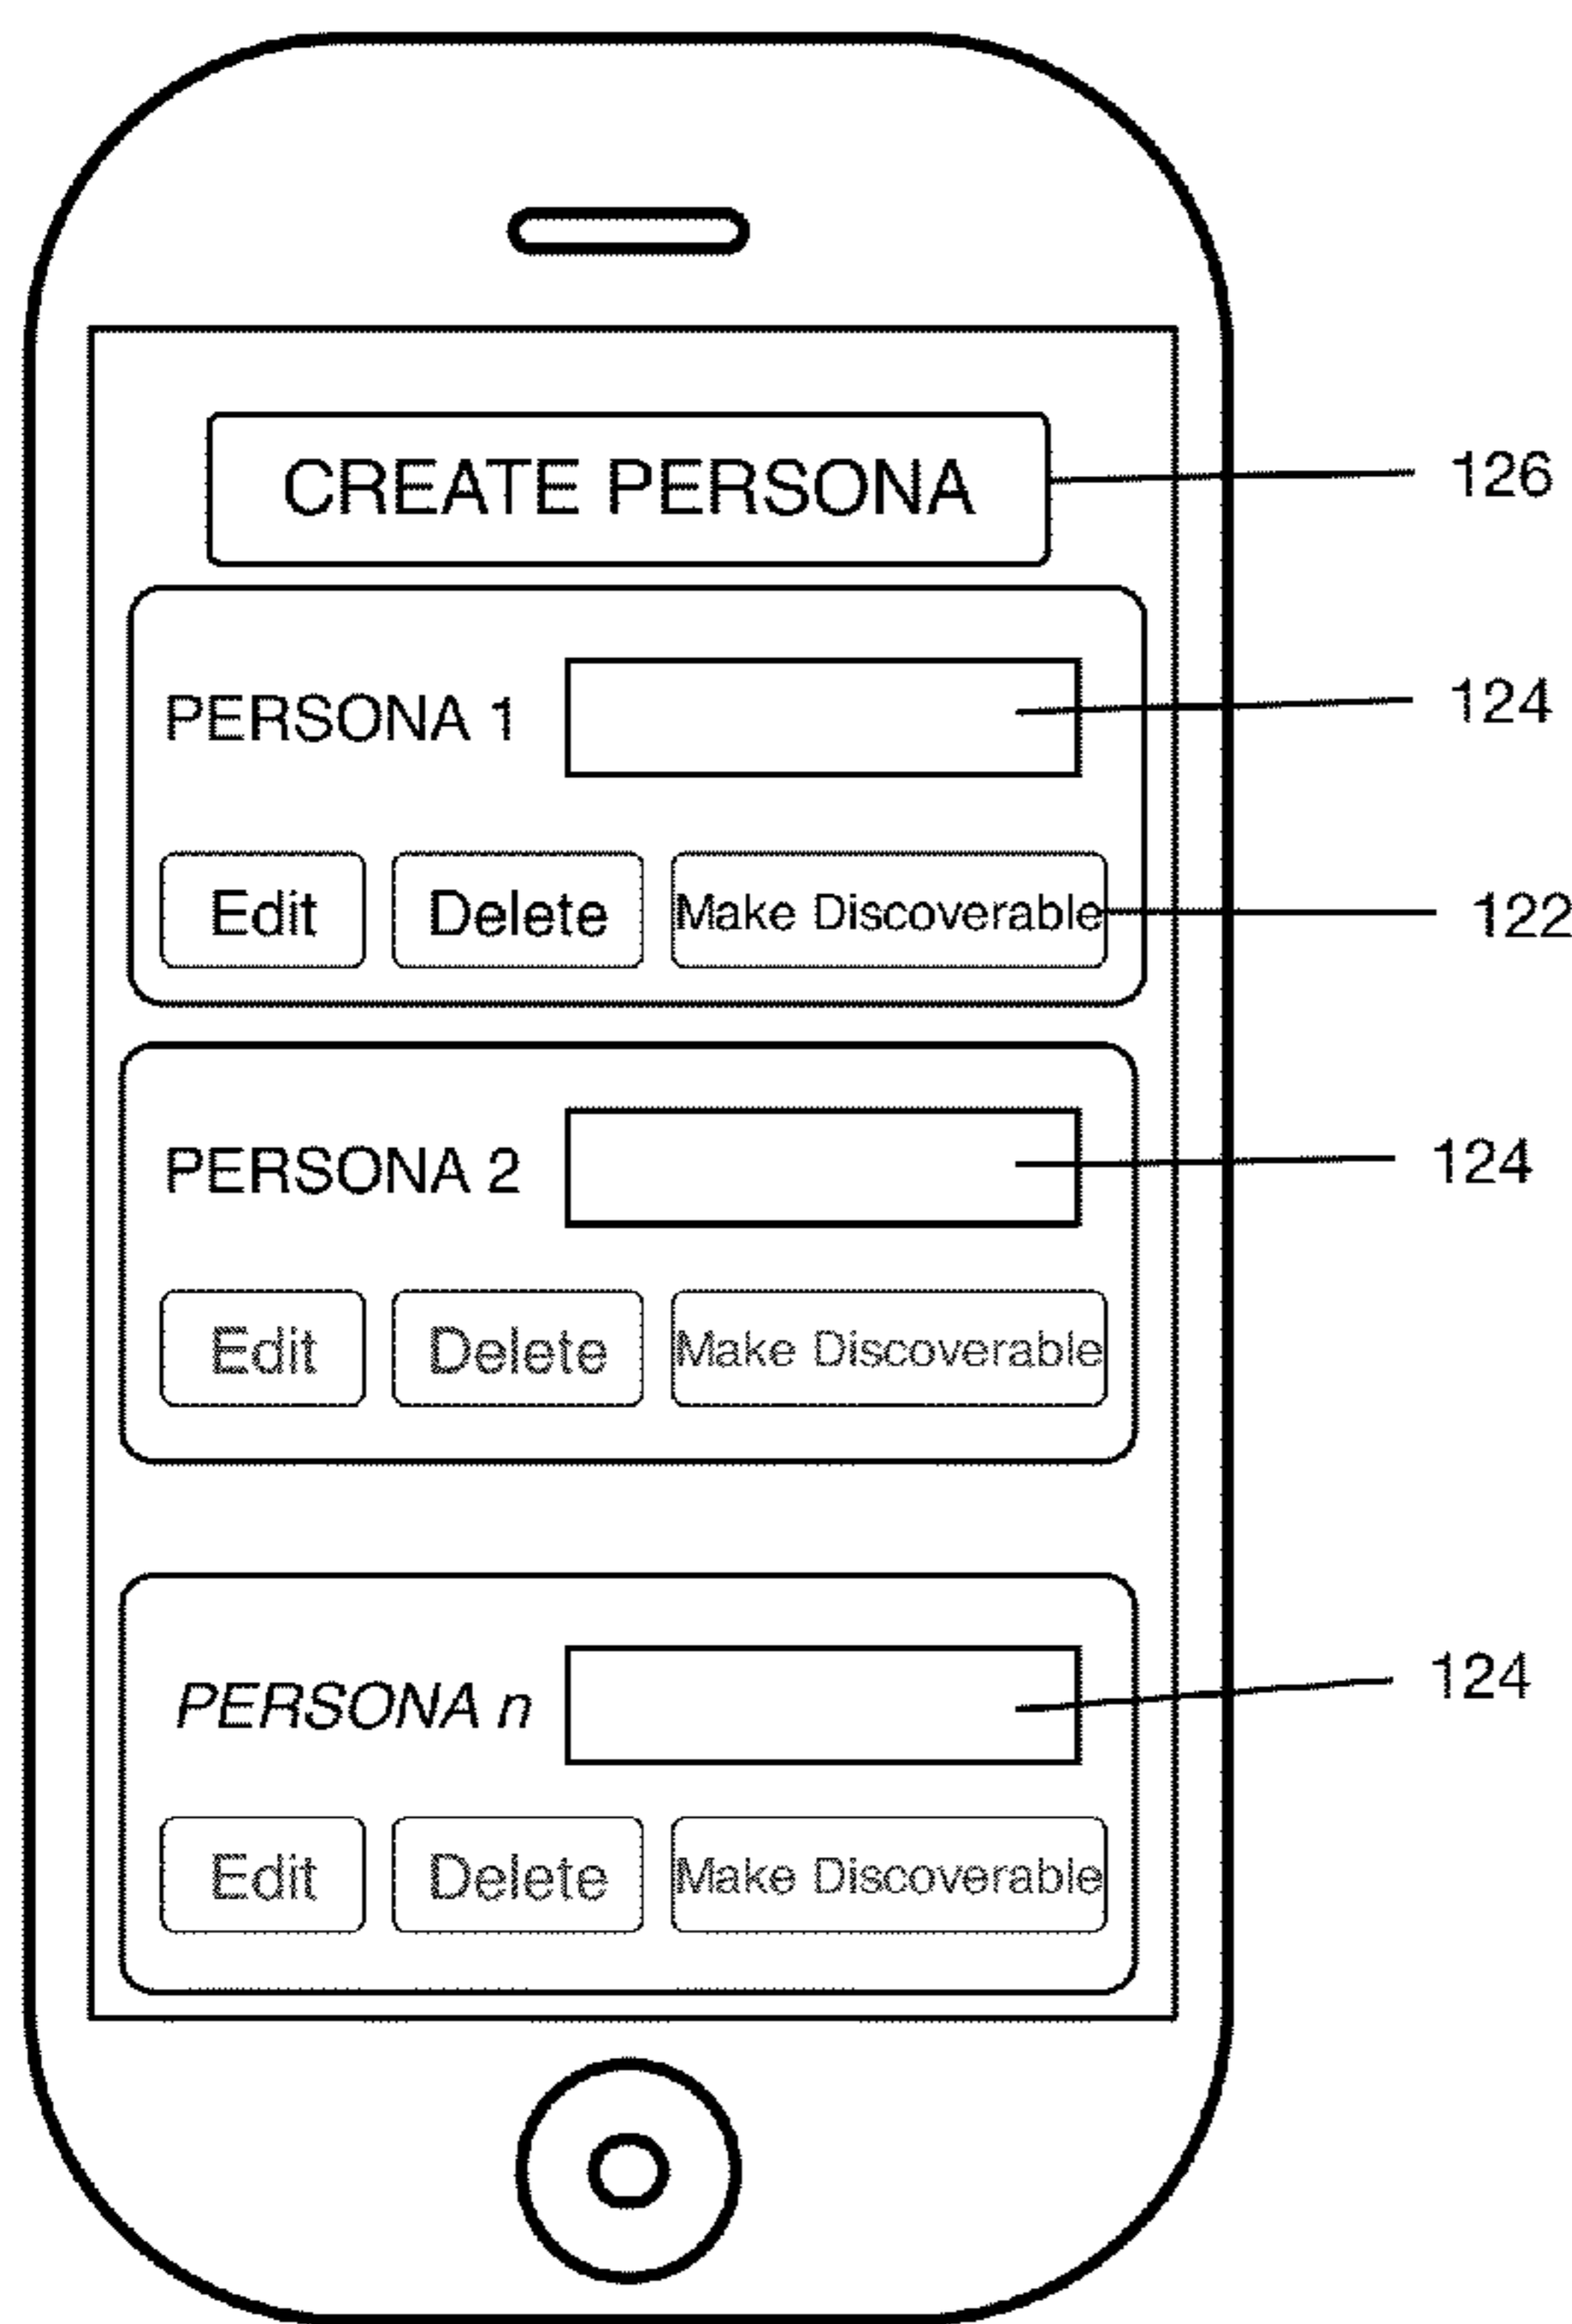 CREATE PERSONA 126
PERSONA 1 124
Edit Delete Make Discoverable 122
PERSONA 2 124
Edit Delete Make Discoverable
PERSONA n 124
Edit Delete Make Discoverable